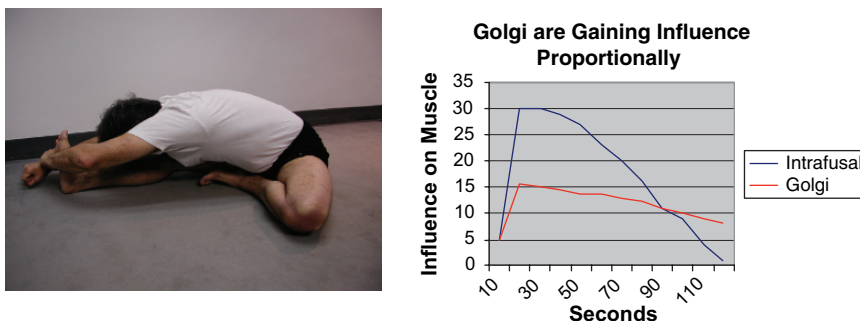 Golgi are Gaining Influence
Proportionally
Influence on Muscle
35
30
25
20
15
10
5
0
10
30
50
70
90
110
Seconds
Intrafusal
Golgi